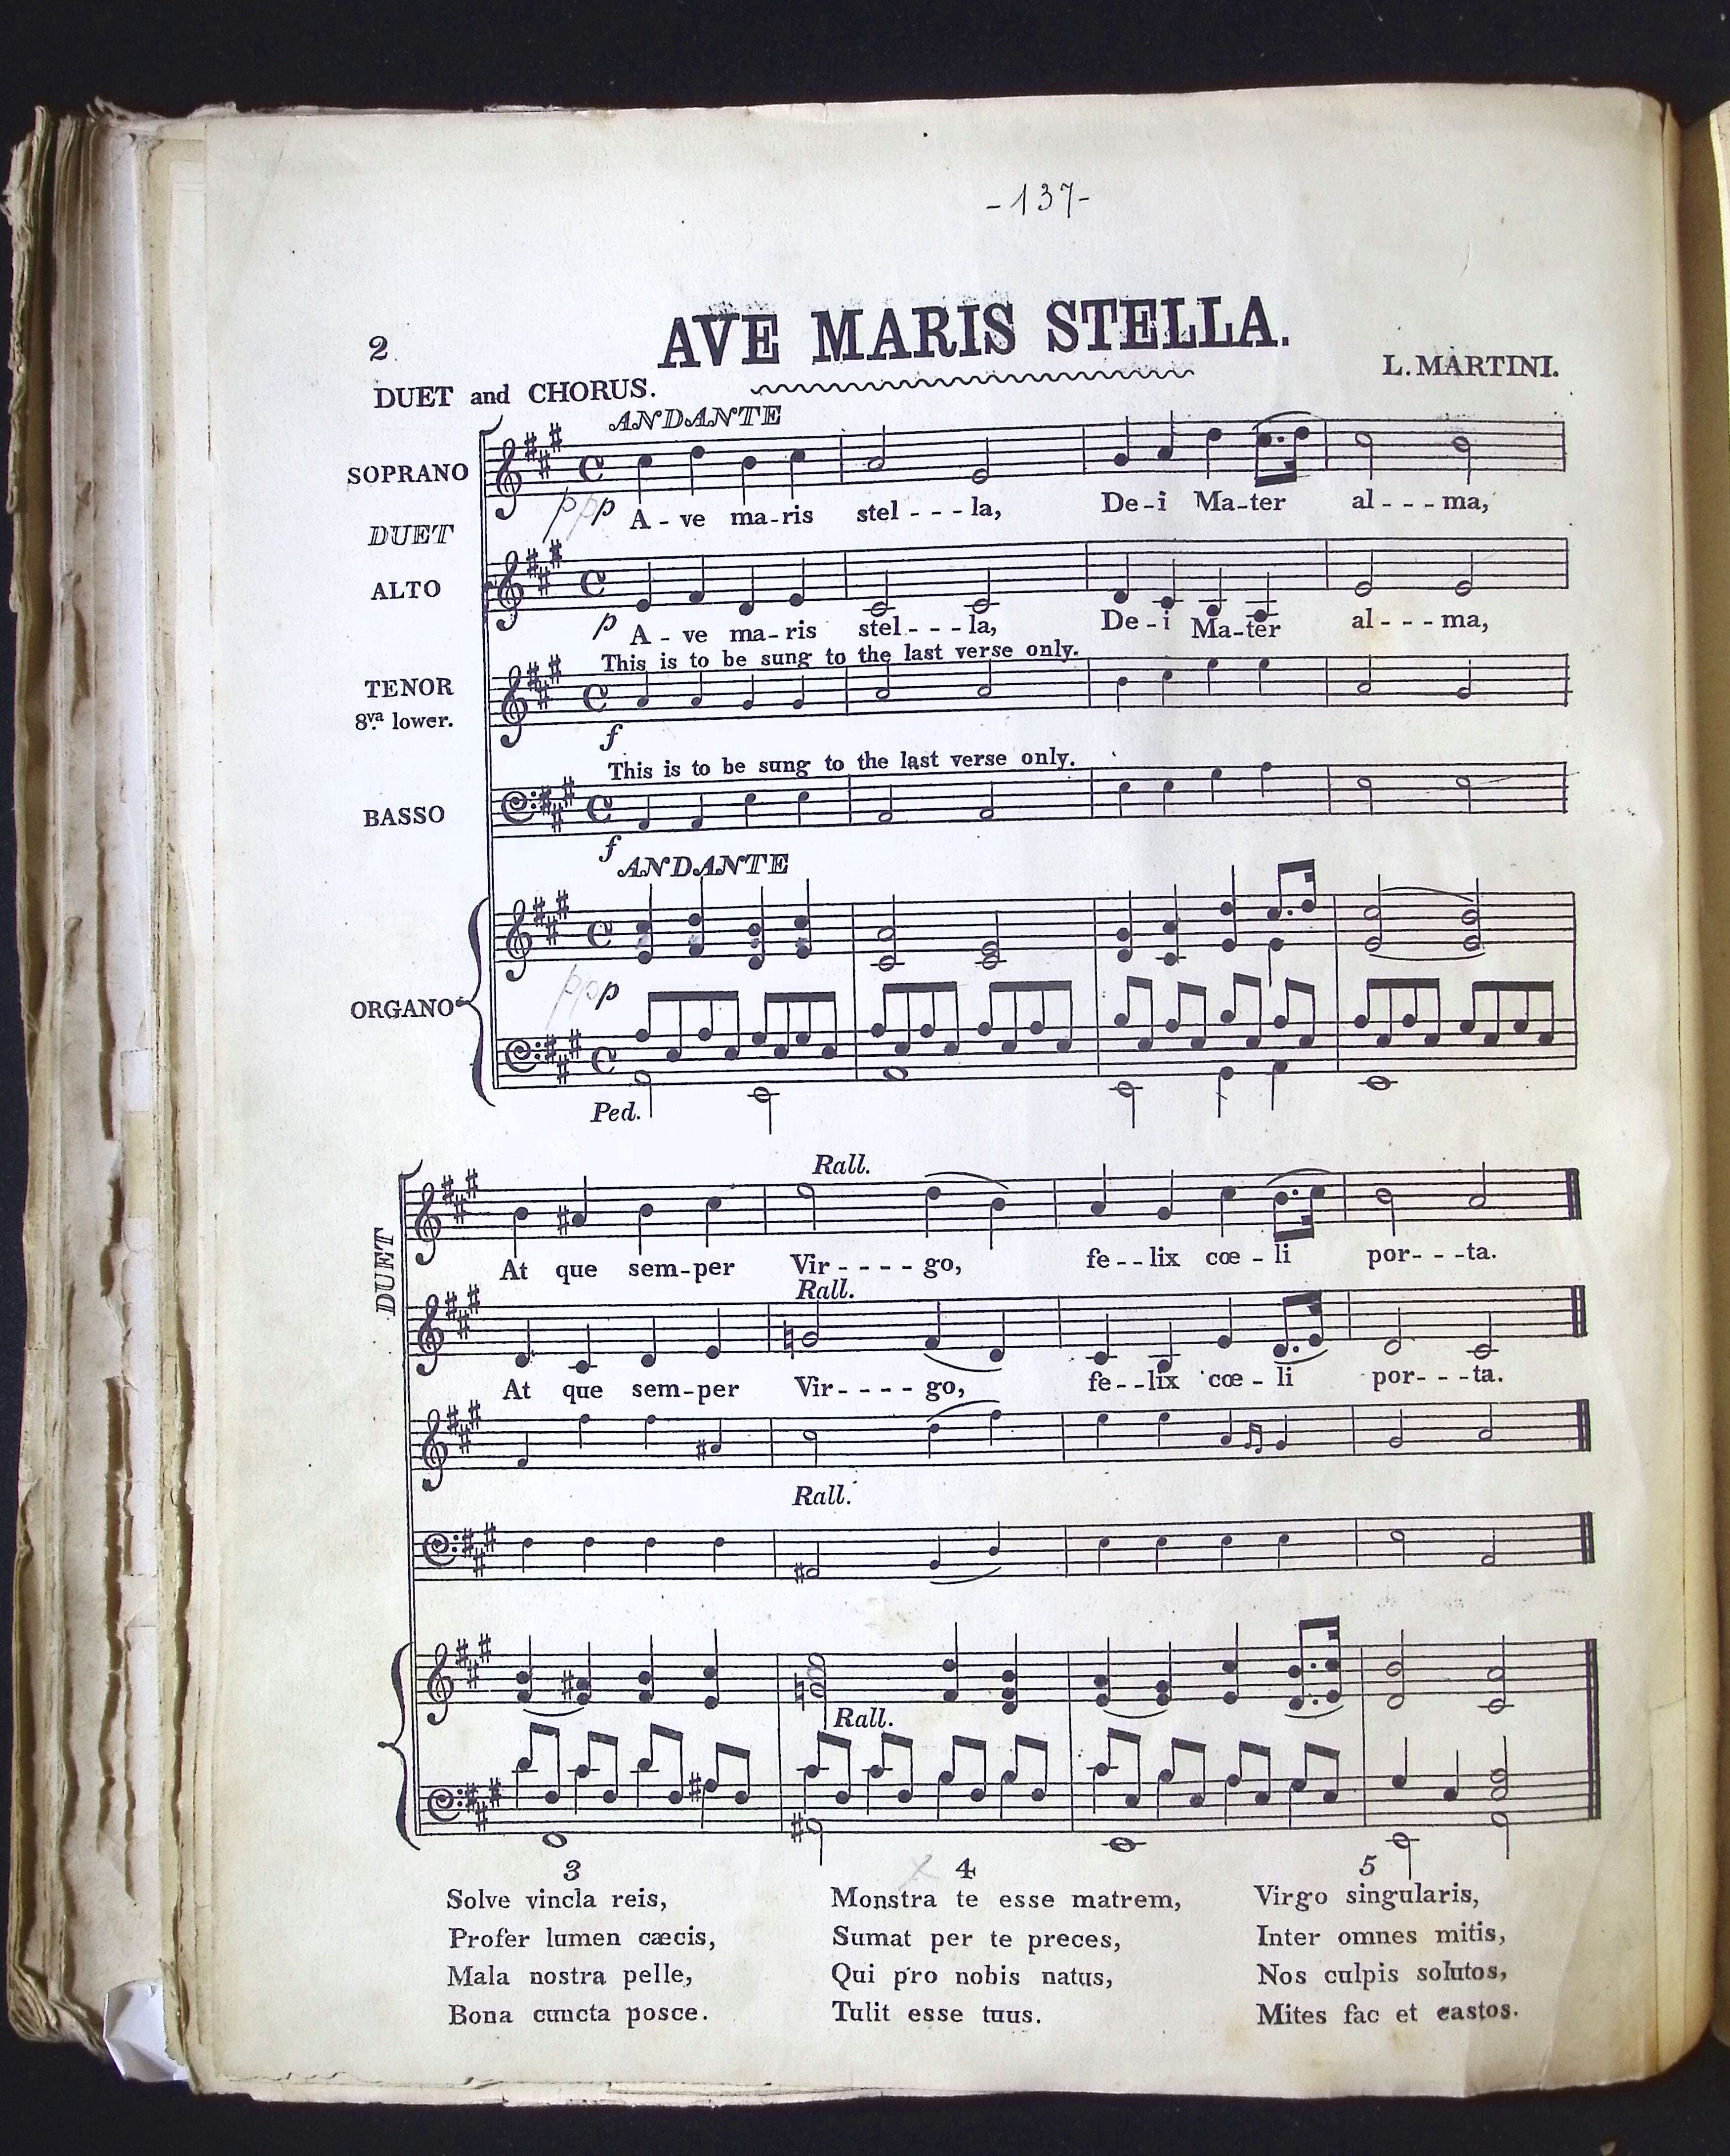 -137-
2
AVE MARIS STELLA.
L. MARTINI.
DUET and CHORUS.
ANDANTE
SOPRANO
ppp A - ve ma-ris stel - - - la, De-i Ma-ter al - - - ma,
DUET
ALTO
p A - ve ma-ris stel - - - la, De-i Ma-ter al - - - ma,
This is to be sung to the last verse only.
TENOR
8va lower.
f
This is to be sung to the last verse only.
BASSO
f
ANDANTE
ppp
ORGANO
Ped.
Rall.
DUET
At que sem-per Vir - - - - go, fe - - lix cœ - li por - - - ta.
Rall.
At que sem-per Vir - - - - go, fe - - lix cœ - li por - - - ta.
Rall.
Rall.
3
Solve vincla reis,
Profer lumen cæcis,
Mala nostra pelle,
Bona cuncta posce.
x 4
Monstra te esse matrem,
Sumat per te preces,
Qui pro nobis natus,
Tulit esse tuus.
5
Virgo singularis,
Inter omnes mitis,
Nos culpis solutos,
Mites fac et castos.